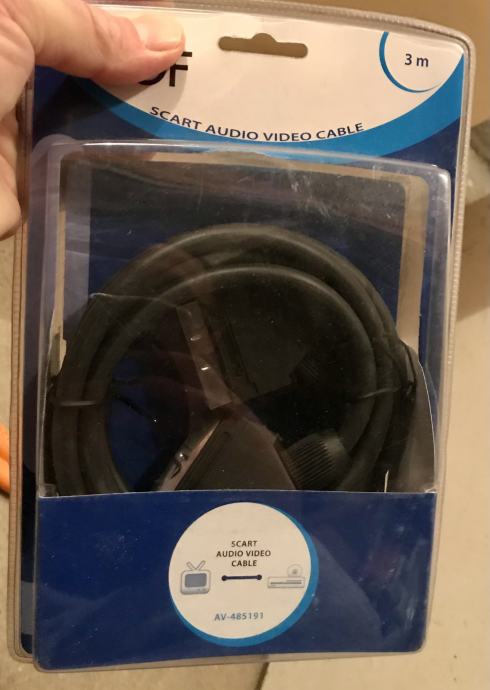 3 m
SCART AUDIO VIDEO CABLE
SCART
AUDIO VIDEO
CABLE
AV-485191